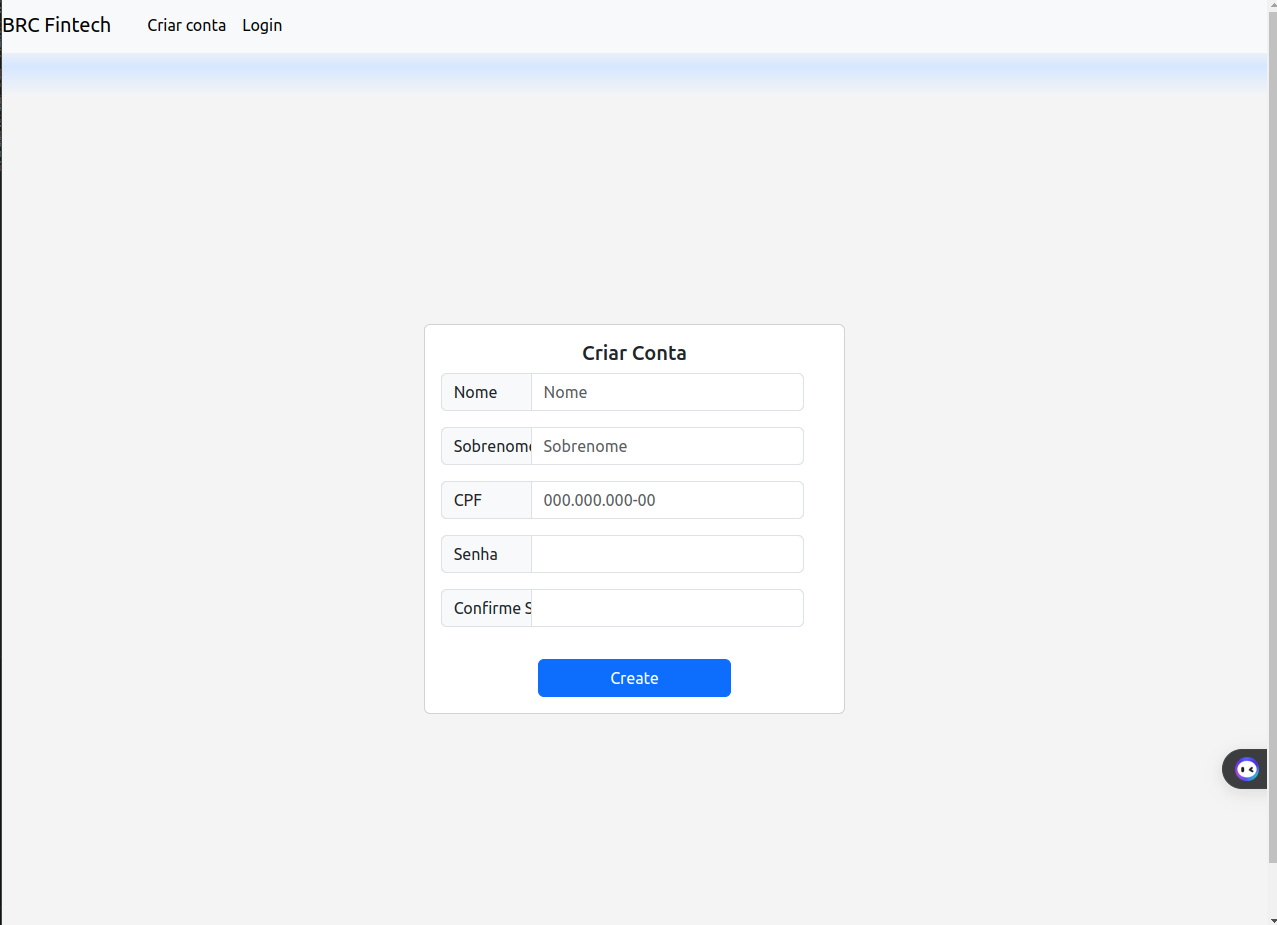 BRC Fintech Criar conta Login
Criar Conta
Nome Nome
Sobrenome Sobrenome
CPF 000.000.000-00
Senha
Confirme S
Create